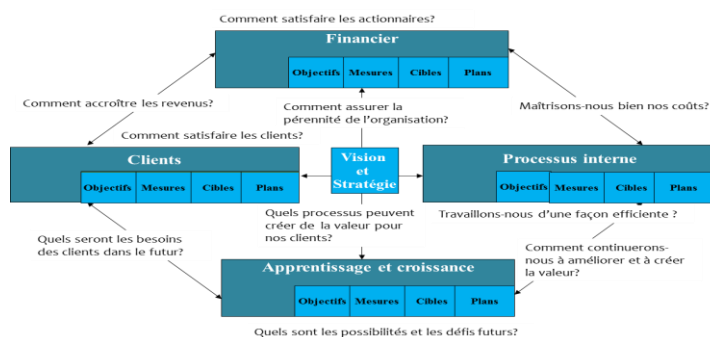 Comment satisfaire les actionnaires?
Financier
Objectifs Mesures Cibles Plans
Comment accroître les revenus?
Comment assurer la
pérennité de l'organisation?
Maîtrisons-nous bien nos coûts?
Comment satisfaire les clients?
Clients
Objectifs Mesures Cibles Plans
Vision
et
Stratégie
Processus interne
Objectifs Mesures Cibles Plans
Quels processus peuvent
créer de la valeur pour
nos clients?
Travaillons-nous d'une façon efficiente ?
Quels seront les besoins
des clients dans le futur?
Comment continuerons-
nous à améliorer et à créer
la valeur?
Apprentissage et croissance
Objectifs Mesures Cibles Plans
Quels sont les possibilités et les défis futurs?